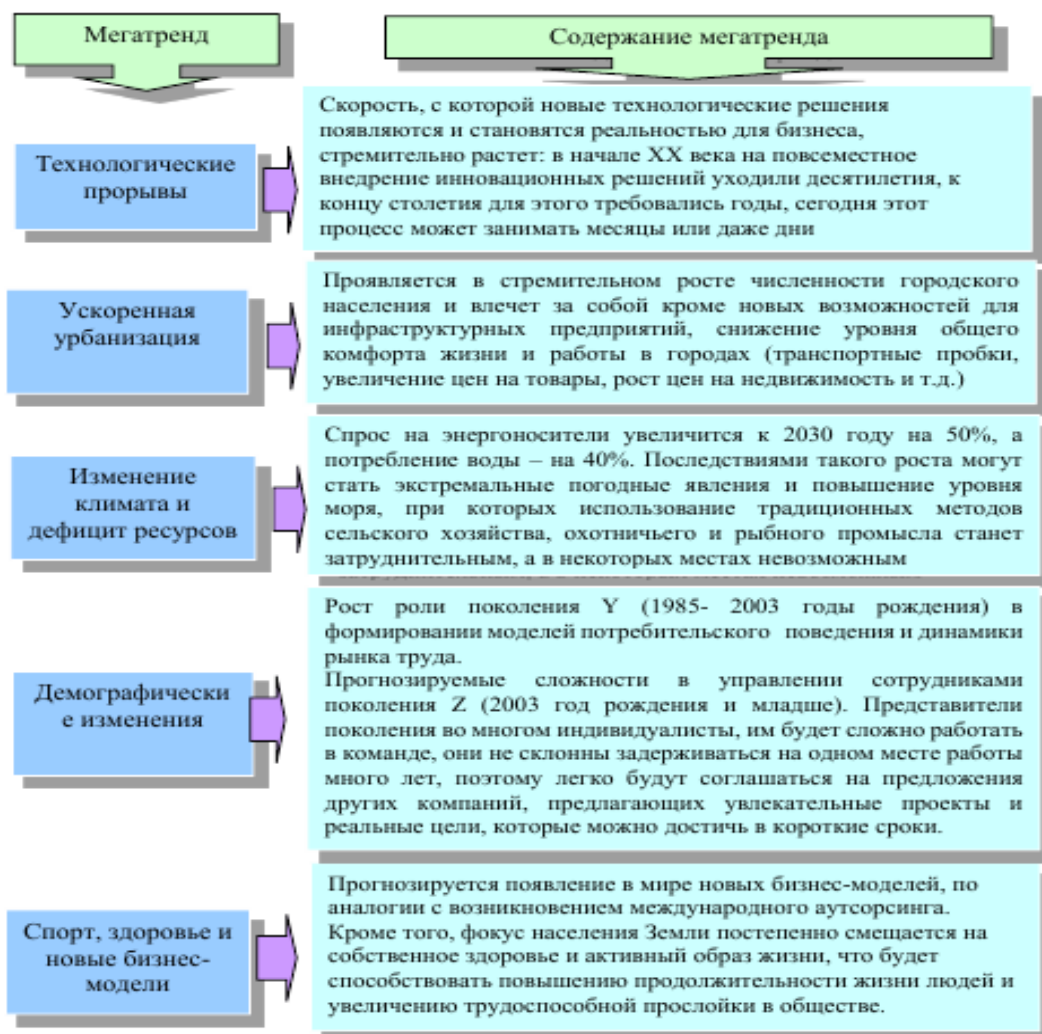 Мегатренд
Содержание мегатренда
Технологические
прорывы
Скорость, с которой новые технологические решения
появляются и становятся реальностью для бизнеса,
стремительно растет: в начале XX века на повсеместное
внедрение инновационных решений уходили десятилетия, к
концу столетия для этого требовались годы, сегодня этот
процесс может занимать месяцы или даже дни
Ускоренная
урбанизация
Проявляется в стремительном росте численности городского
населения и влечет за собой кроме новых возможностей для
инфраструктурных предприятий, снижение уровня общего
комфорта жизни и работы в городах (транспортные пробки,
увеличение цен на товары, рост цен на недвижимость и т.д.)
Изменение
климата и
дефицит ресурсов
Спрос на энергоносители увеличится к 2030 году на 50%, а
потребление воды – на 40%. Последствиями такого роста могут
стать экстремальные погодные явления и повышение уровня
моря, при которых использование традиционных методов
сельского хозяйства, охотничьего и рыбного промысла станет
затруднительным, а в некоторых местах невозможным
Демографически
е изменения
Рост роли поколения Y (1985- 2003 годы рождения) в
формировании моделей потребительского поведения и динамики
рынка труда.
Прогнозируемые сложности в управлении сотрудниками
поколения Z (2003 год рождения и младше). Представители
поколения во многом индивидуалисты, им будет сложно работать
в команде, они не склонны задерживаться на одном месте работы
много лет, поэтому легко будут соглашаться на предложения
других компаний, предлагающих увлекательные проекты и
реальные цели, которые можно достичь в короткие сроки.
Спорт, здоровье и
новые бизнес-
модели
Прогнозируется появление в мире новых бизнес-моделей, по
аналогии с возникновением международного аутсорсинга.
Кроме того, фокус населения Земли постепенно смещается на
собственное здоровье и активный образ жизни, что будет
способствовать повышению продолжительности жизни людей и
увеличению трудоспособной прослойки в обществе.